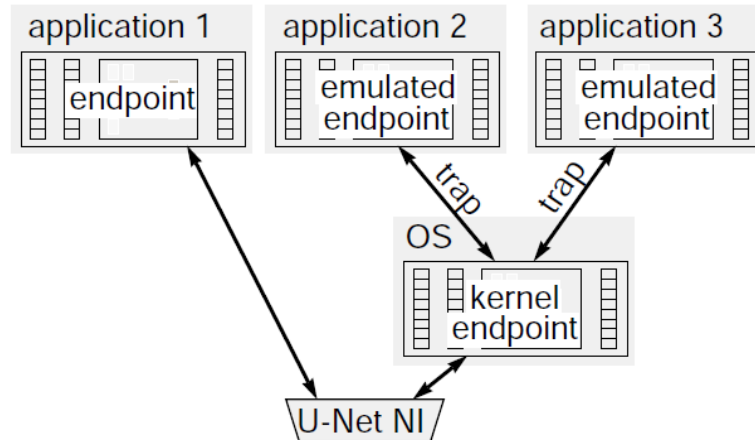 application 1
application 2
application 3
endpoint
emulated
endpoint
emulated
endpoint
trap
trap
OS
kernel
endpoint
U-Net NI